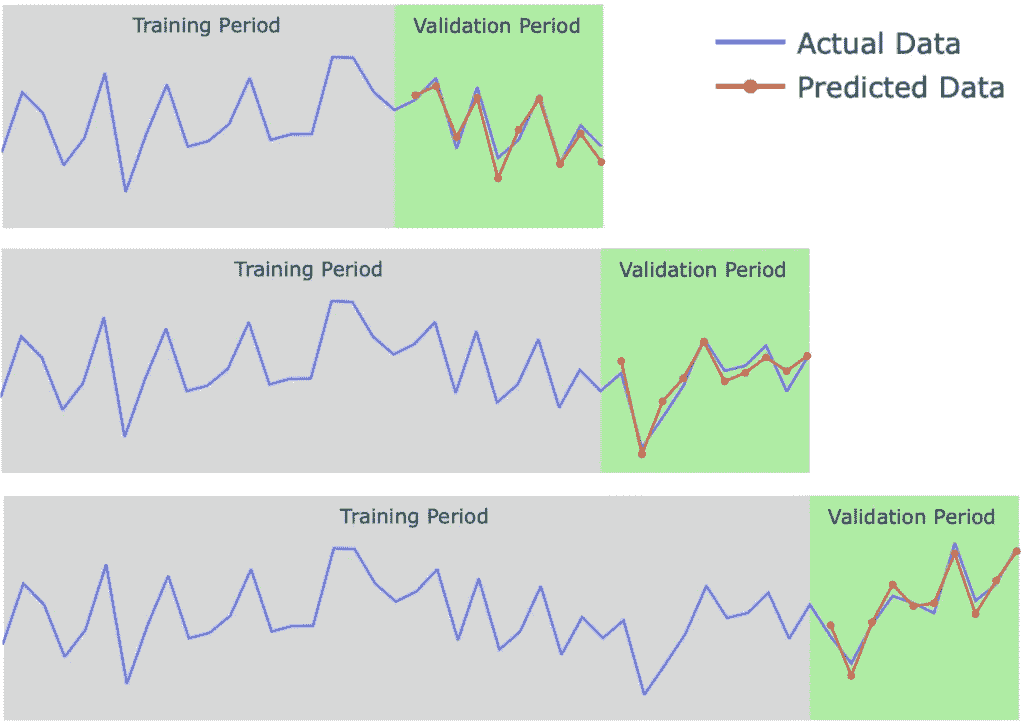 Training Period
Validation Period
Actual Data
Predicted Data
Training Period
Validation Period
Training Period
Validation Period